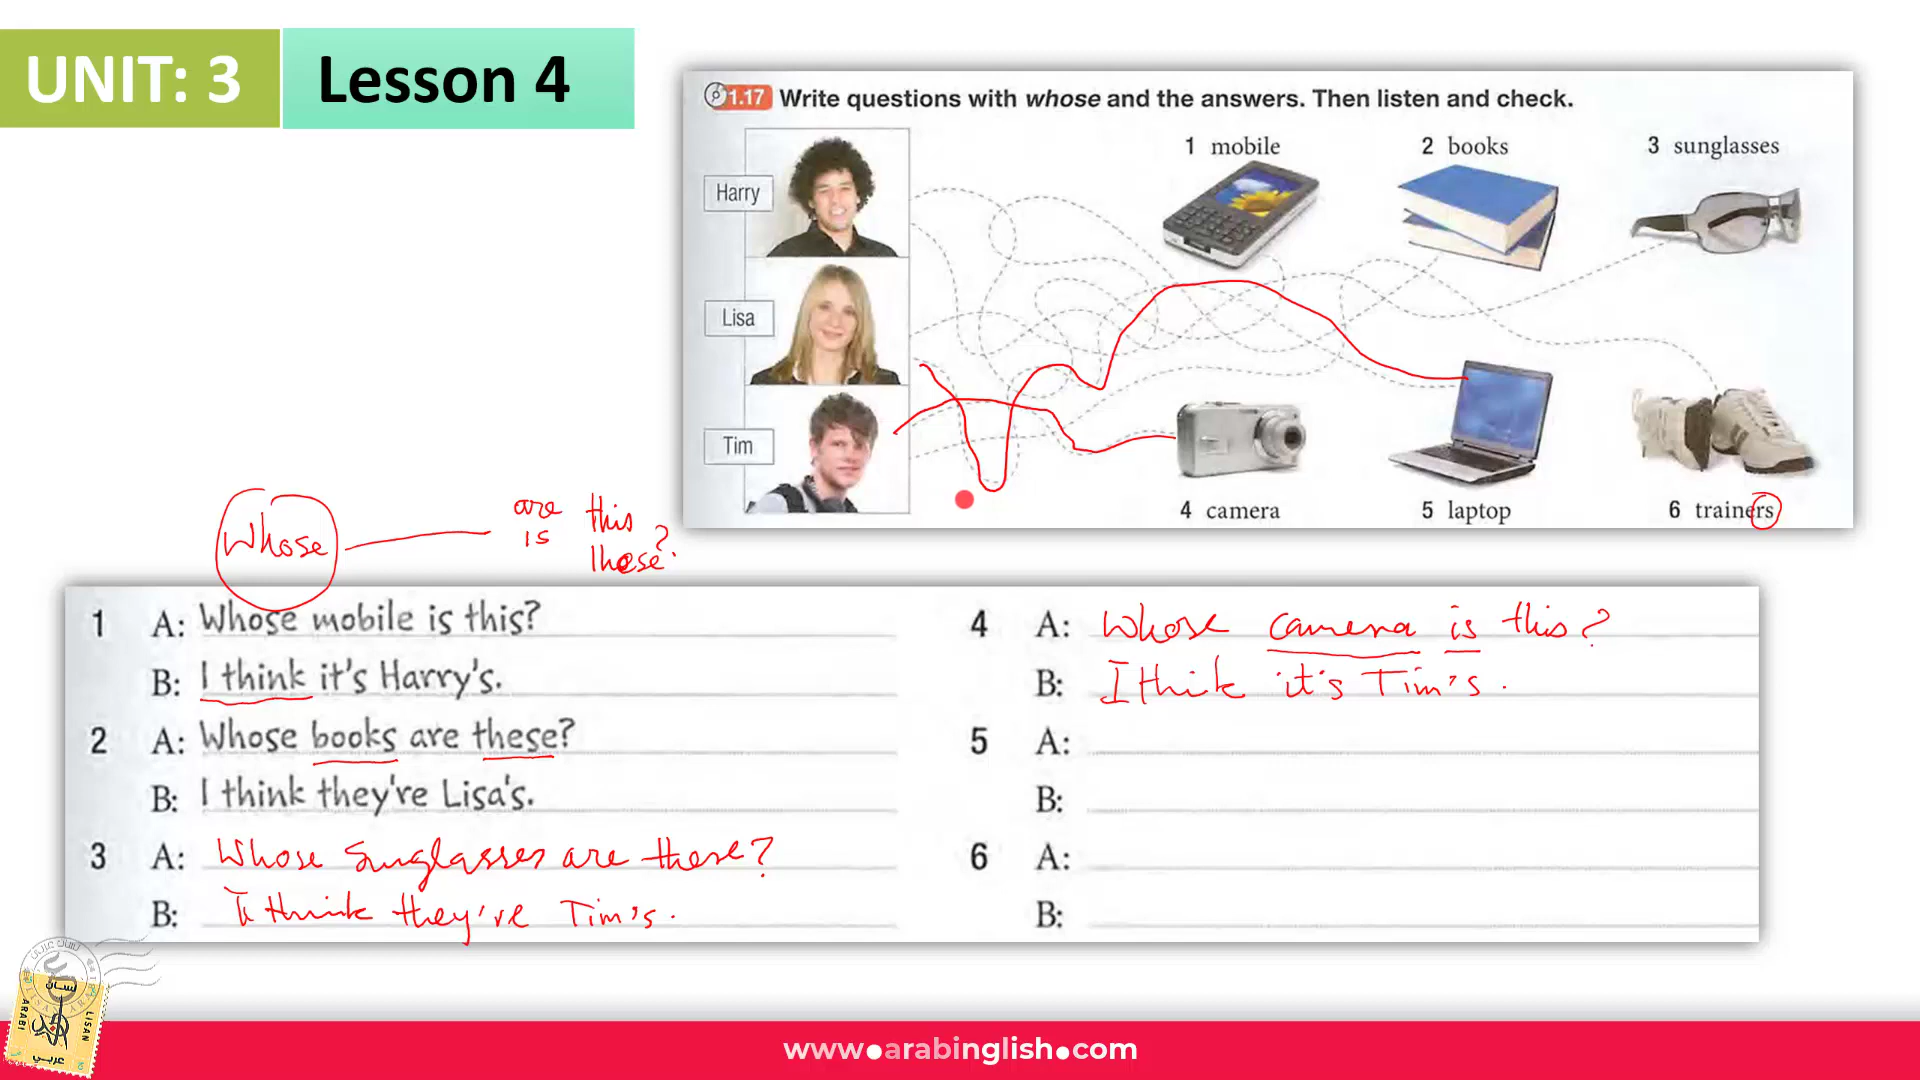 UNIT: 3
Lesson 4
1.17 Write questions with whose and the answers. Then listen and check.
Harry
Lisa
Tim
1 mobile
2 books
3 sunglasses
4 camera
5 laptop
6 trainers
Whose
are this
is these?
1 A: Whose mobile is this?
B: I think it's Harry's.
2 A: Whose books are these?
B: I think they're Lisa's.
3 A: Whose sunglasses are these?
B: I think they're Tim's.
4 A: Whose camera is this?
B: I think it's Tim's.
5 A:
B:
6 A:
B:
لسان عربي
ARABI
LISAN
www.arabinglish.com